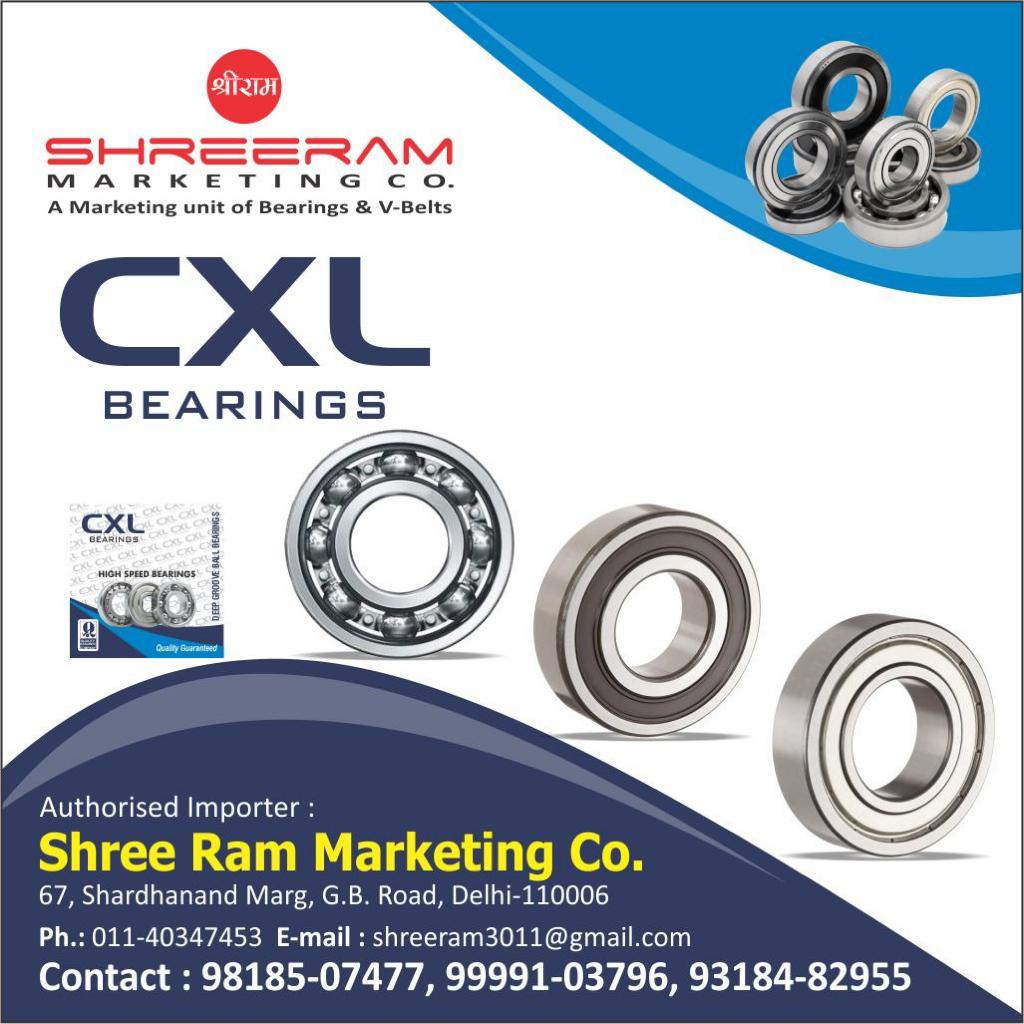 श्रीराम
SHREERAM
MARKETING CO.
A Marketing unit of Bearings & V-Belts
CXL
BEARINGS
CXL
BEARINGS
HIGH SPEED BEARINGS
DEEP GROOVE BALL BEARINGS
Quality Guaranteed
Authorised Importer :
Shree Ram Marketing Co.
67, Shardhanand Marg, G.B. Road, Delhi-110006
Ph.: 011-40347453 E-mail : shreeram3011@gmail.com
Contact : 98185-07477, 99991-03796, 93184-82955